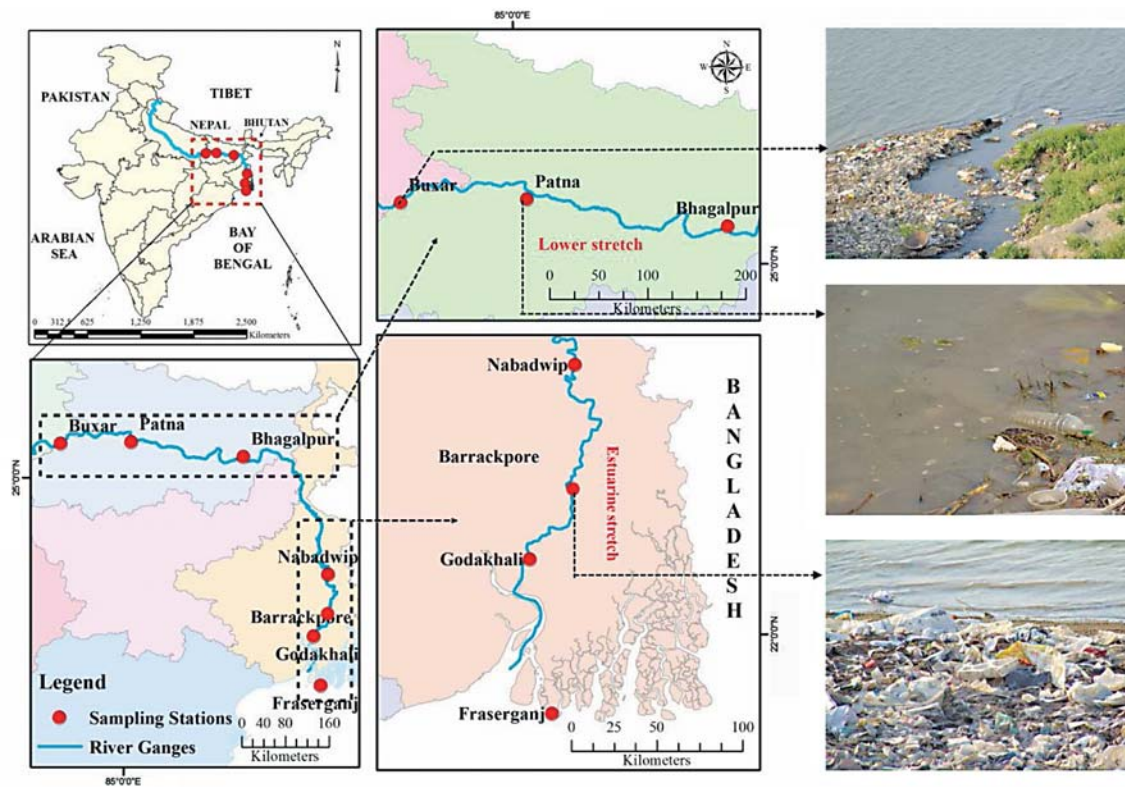 N
PAKISTAN
TIBET
NEPAL
BHUTAN
ARABIAN
SEA
BAY
OF
BENGAL
0 312.5 625 1,250 1,875 2,500
Kilometers
85°0'0"E
N
W E
S
Buxar
Patna
Bhagalpur
Lower stretch
0 50 100 200
Kilometers
25°0'0"N
Buxar
Patna
Bhagalpur
25°0'0"N
Nabadwip
Barrackpore
Godakhali
Fraserganj
Legend
Sampling Stations
River Ganges
0 40 80 160
Kilometers
85°0'0"E
Nabadwip
Barrackpore
Estuarine stretch
Godakhali
BANGLADESH
22°0'0"N
Fraserganj
0 50 100
Kilometers